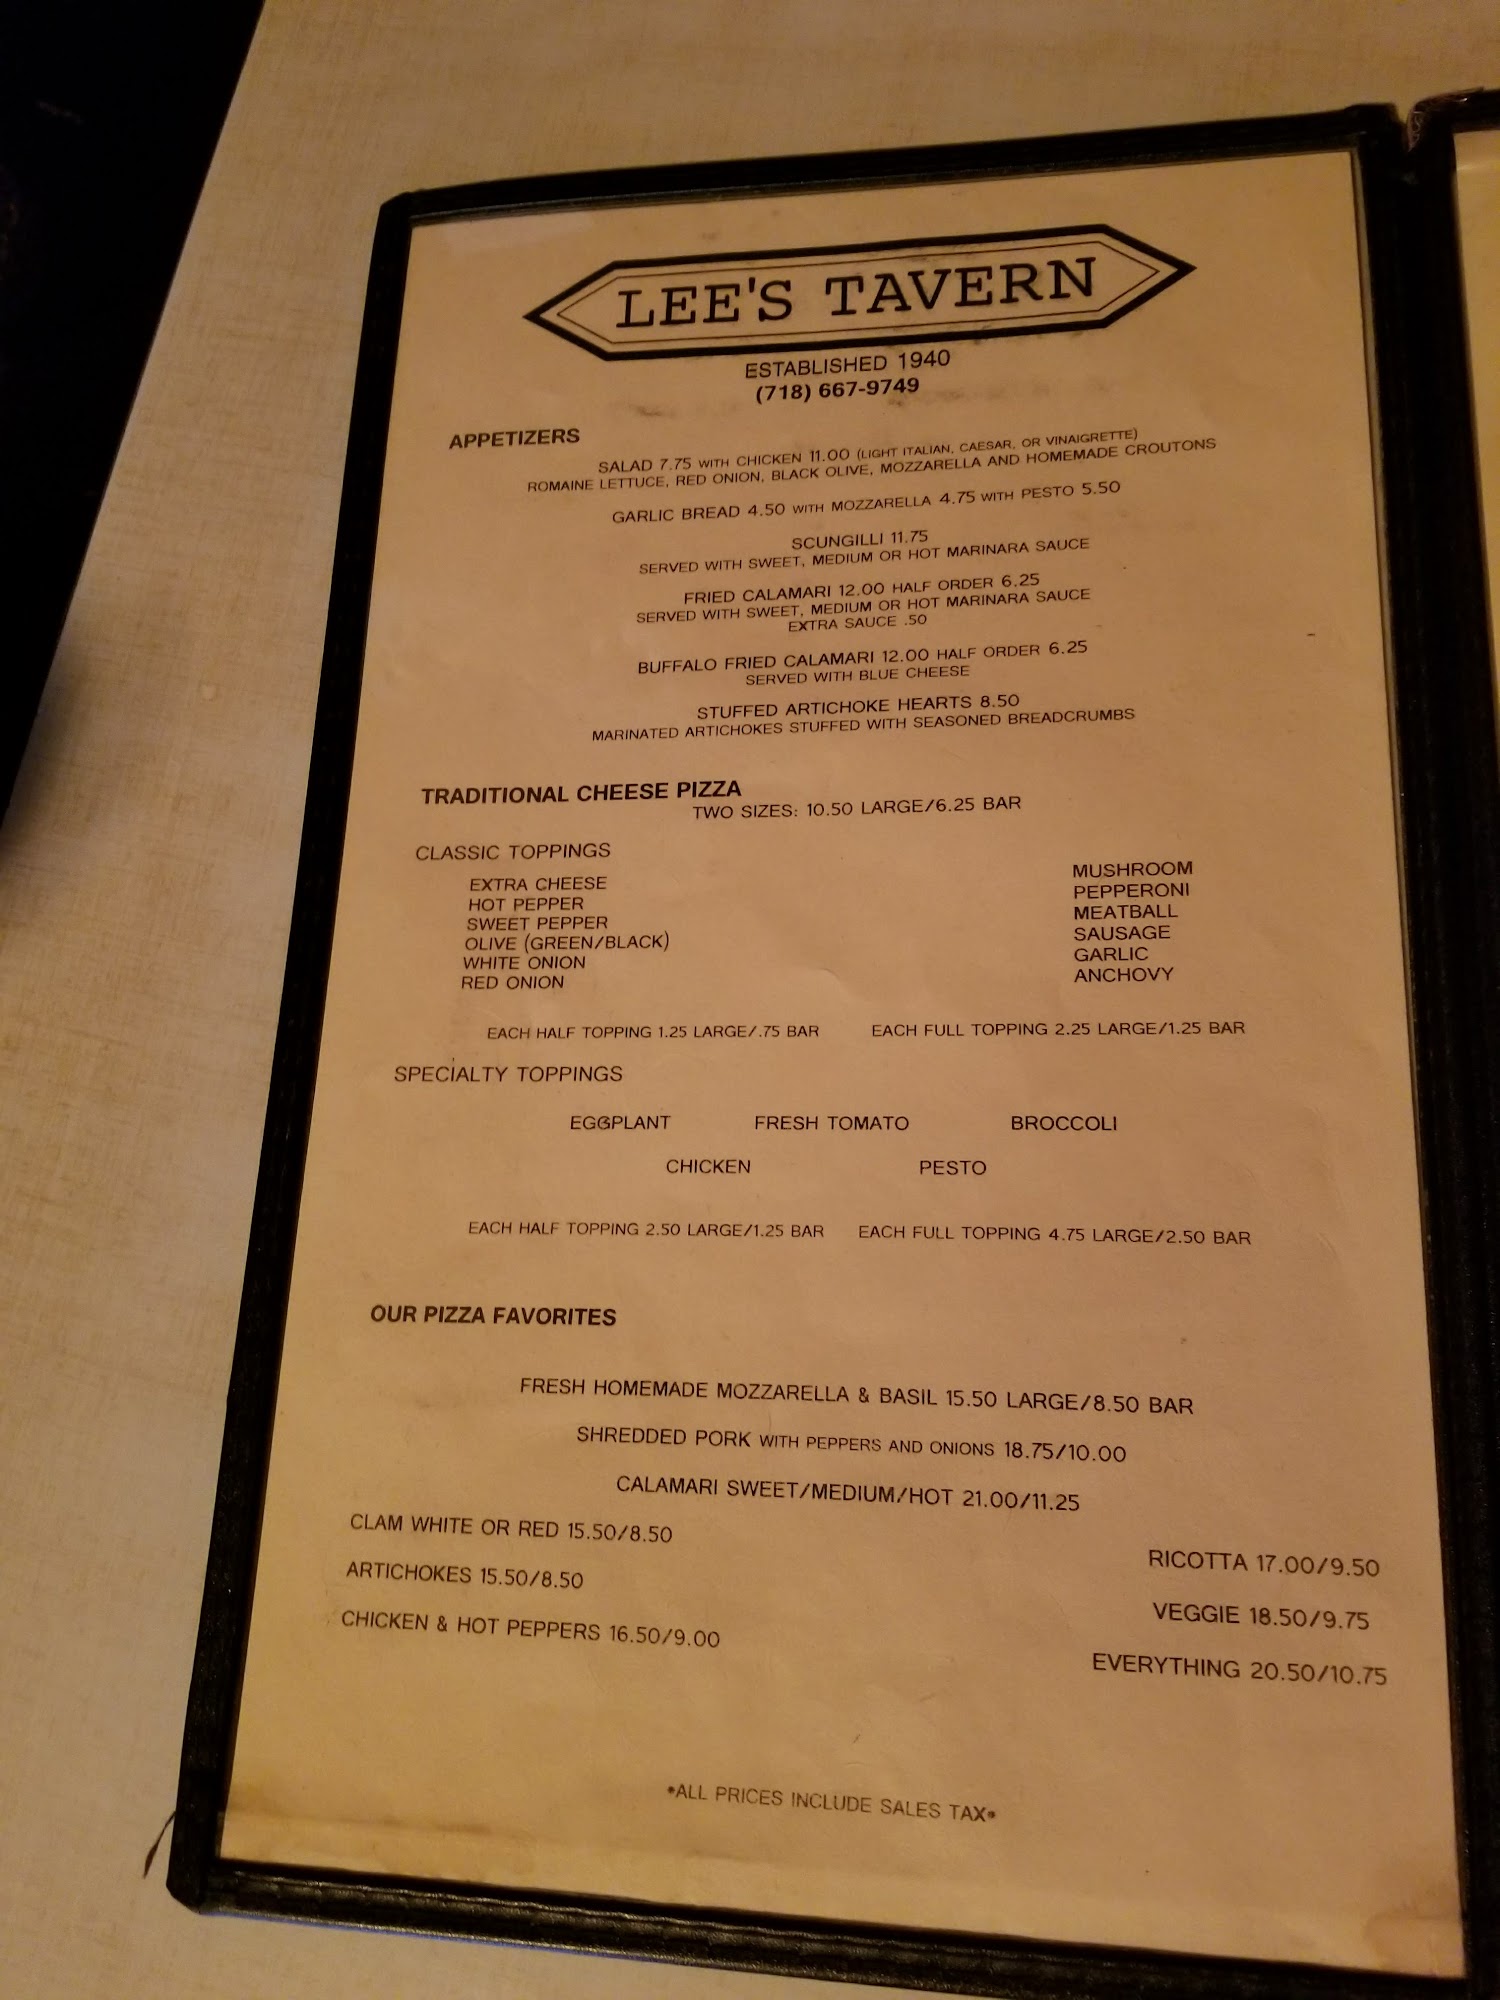 LEE'S TAVERN
ESTABLISHED 1940
(718) 667-9749
APPETIZERS
SALAD 7.75 WITH CHICKEN 11.00 (LIGHT ITALIAN, CAESAR, OR VINAIGRETTE)
ROMAINE LETTUCE, RED ONION, BLACK OLIVE, MOZZARELLA AND HOMEMADE CROUTONS
GARLIC BREAD 4.50 WITH MOZZARELLA 4.75 WITH PESTO 5.50
SCUNGILLI 11.75
SERVED WITH SWEET, MEDIUM OR HOT MARINARA SAUCE
FRIED CALAMARI 12.00 HALF ORDER 6.25
SERVED WITH SWEET, MEDIUM OR HOT MARINARA SAUCE
EXTRA SAUCE .50
BUFFALO FRIED CALAMARI 12.00 HALF ORDER 6.25
SERVED WITH BLUE CHEESE
STUFFED ARTICHOKE HEARTS 8.50
MARINATED ARTICHOKES STUFFED WITH SEASONED BREADCRUMBS
TRADITIONAL CHEESE PIZZA
TWO SIZES: 10.50 LARGE/6.25 BAR
CLASSIC TOPPINGS
EXTRA CHEESE
HOT PEPPER
SWEET PEPPER
OLIVE (GREEN/BLACK)
WHITE ONION
RED ONION
MUSHROOM
PEPPERONI
MEATBALL
SAUSAGE
GARLIC
ANCHOVY
EACH HALF TOPPING 1.25 LARGE/.75 BAR EACH FULL TOPPING 2.25 LARGE/1.25 BAR
SPECIALTY TOPPINGS
EGGPLANT FRESH TOMATO BROCCOLI
CHICKEN PESTO
EACH HALF TOPPING 2.50 LARGE/1.25 BAR EACH FULL TOPPING 4.75 LARGE/2.50 BAR
OUR PIZZA FAVORITES
FRESH HOMEMADE MOZZARELLA & BASIL 15.50 LARGE/8.50 BAR
SHREDDED PORK WITH PEPPERS AND ONIONS 18.75/10.00
CALAMARI SWEET/MEDIUM/HOT 21.00/11.25
CLAM WHITE OR RED 15.50/8.50
ARTICHOKES 15.50/8.50
CHICKEN & HOT PEPPERS 16.50/9.00
RICOTTA 17.00/9.50
VEGGIE 18.50/9.75
EVERYTHING 20.50/10.75
*ALL PRICES INCLUDE SALES TAX*